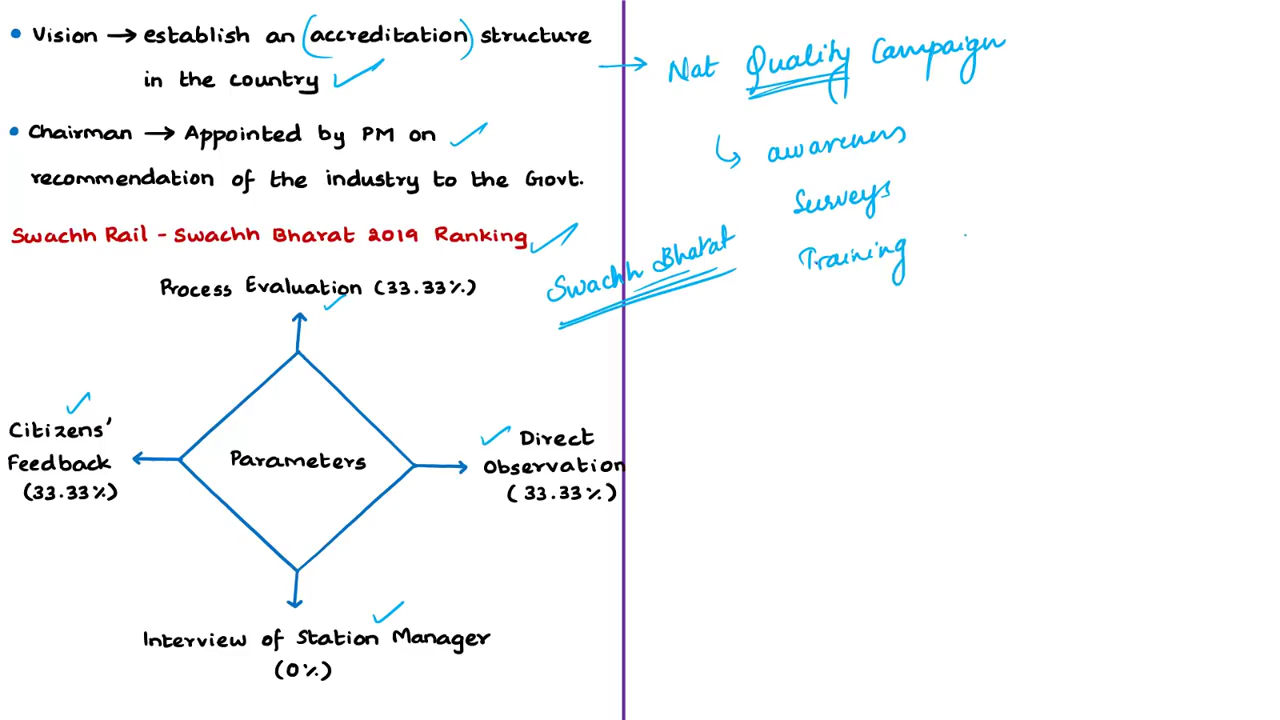 • Vision → establish an (accreditation) structure
in the country
• Chairman → Appointed by PM on
recommendation of the industry to the Govt.
Swachh Rail - Swachh Bharat 2019 Ranking
Process Evaluation (33.33%)
Citizens'
Feedback
(33.33%)
Parameters
Direct
Observation
(33.33%)
Interview of Station Manager
(0%)
→ Nat Quality Campaign
↳ awareness
Surveys
Training
Swachh Bharat